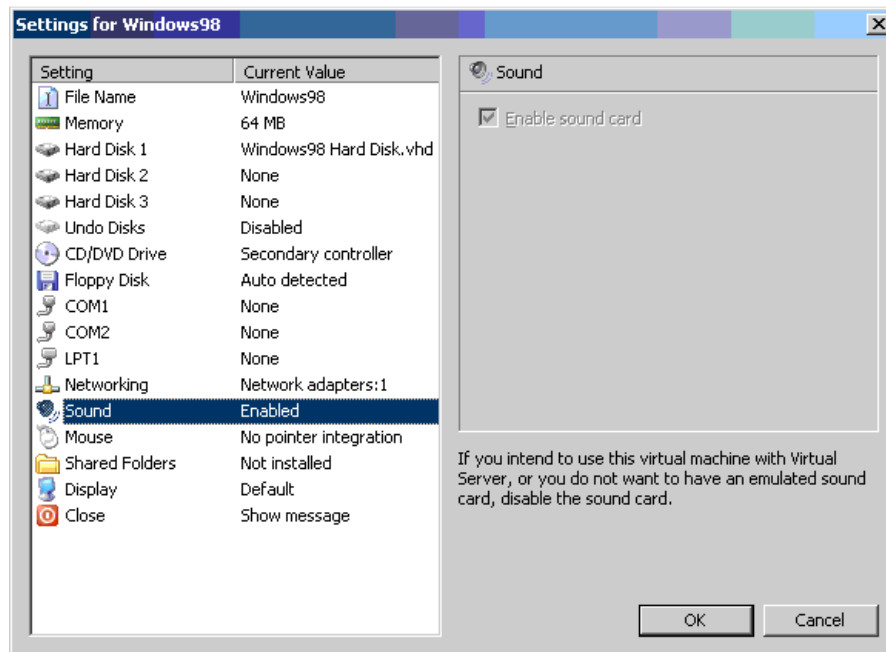 Settings for Windows98
Setting Current Value
File Name Windows98
Memory 64 MB
Hard Disk 1 Windows98 Hard Disk.vhd
Hard Disk 2 None
Hard Disk 3 None
Undo Disks Disabled
CD/DVD Drive Secondary controller
Floppy Disk Auto detected
COM1 None
COM2 None
LPT1 None
Networking Network adapters:1
Sound Enabled
Mouse No pointer integration
Shared Folders Not installed
Display Default
Close Show message
Sound
Enable sound card
If you intend to use this virtual machine with Virtual
Server, or you do not want to have an emulated sound
card, disable the sound card.
OK Cancel